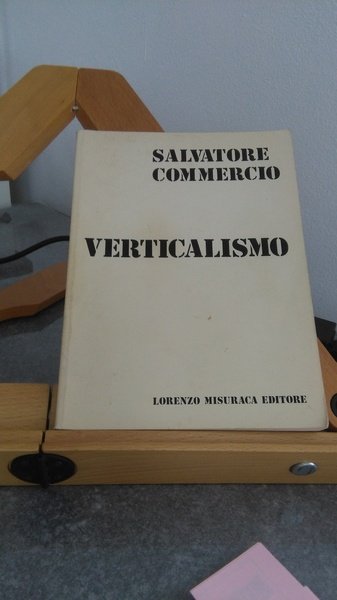 SALVATORE
COMMERCIO
VERTICALISMO
LORENZO MISURACA EDITORE